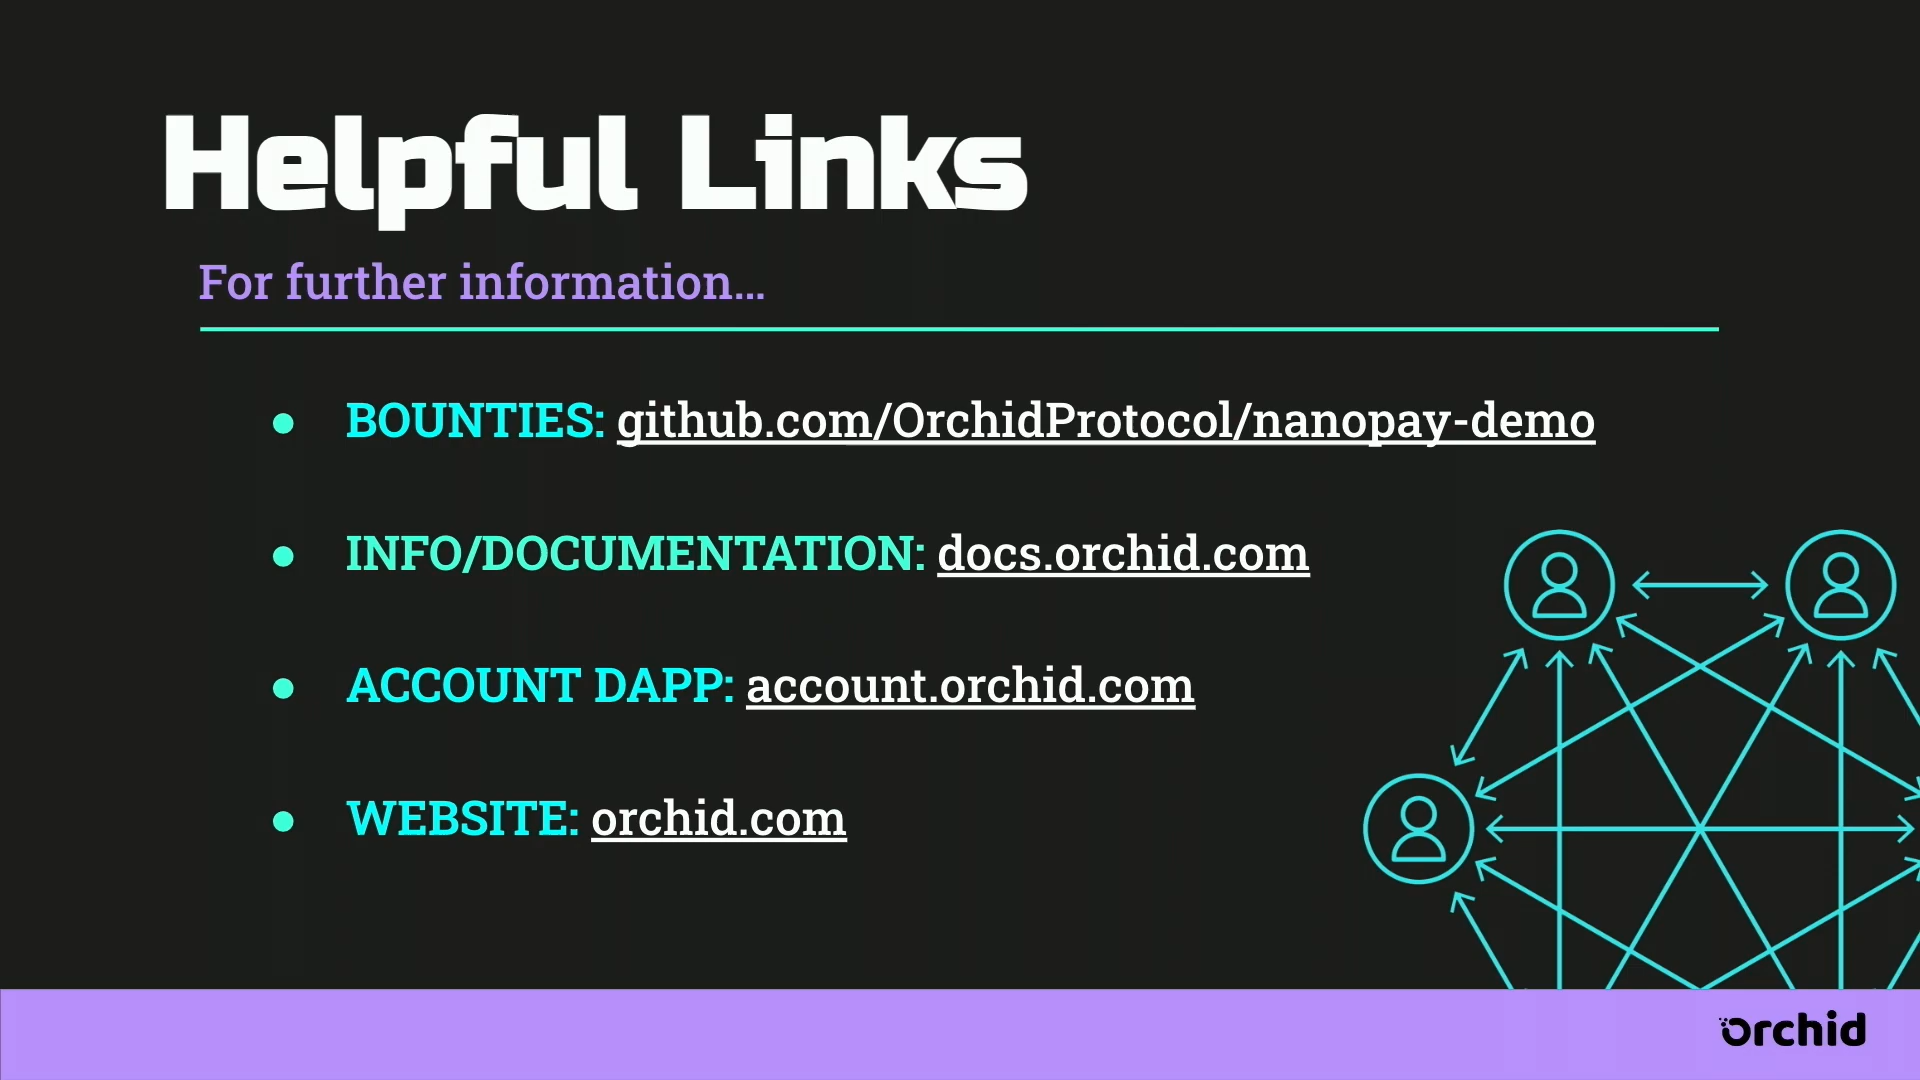 Helpful Links
For further information...
● BOUNTIES: github.com/OrchidProtocol/nanopay-demo
● INFO/DOCUMENTATION: docs.orchid.com
● ACCOUNT DAPP: account.orchid.com
● WEBSITE: orchid.com
orchid